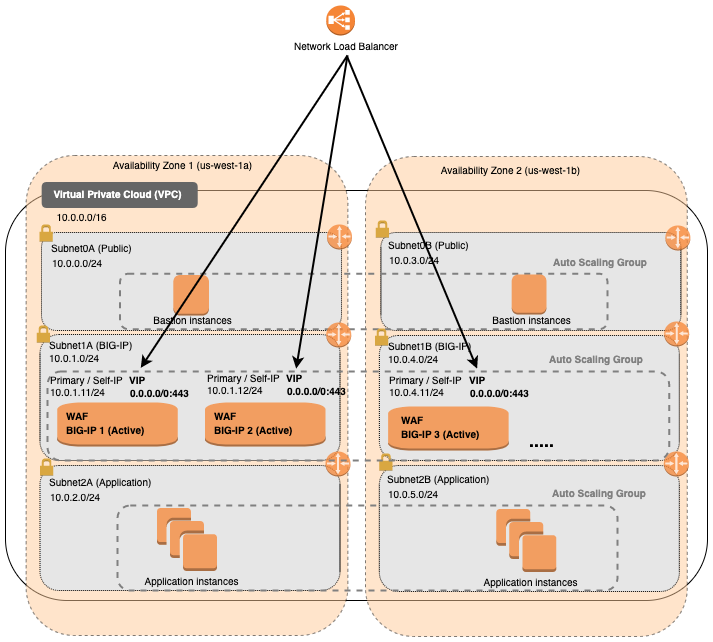 Network Load Balancer
Availability Zone 1 (us-west-1a)
Availability Zone 2 (us-west-1b)
Virtual Private Cloud (VPC)
10.0.0.0/16
Subnet0A (Public)
10.0.0.0/24
Bastion instances
Subnet0B (Public)
10.0.3.0/24
Auto Scaling Group
Bastion instances
Subnet1A (BIG-IP)
10.0.1.0/24
Primary / Self-IP VIP
10.0.1.11/24 0.0.0.0/0:443
WAF
BIG-IP 1 (Active)
Primary / Self-IP VIP
10.0.1.12/24 0.0.0.0/0:443
WAF
BIG-IP 2 (Active)
Subnet1B (BIG-IP)
10.0.4.0/24
Auto Scaling Group
Primary / Self-IP VIP
10.0.4.11/24 0.0.0.0/0:443
WAF
BIG-IP 3 (Active)
.....
Subnet2A (Application)
10.0.2.0/24
Application instances
Subnet2B (Application)
10.0.5.0/24
Auto Scaling Group
Application instances